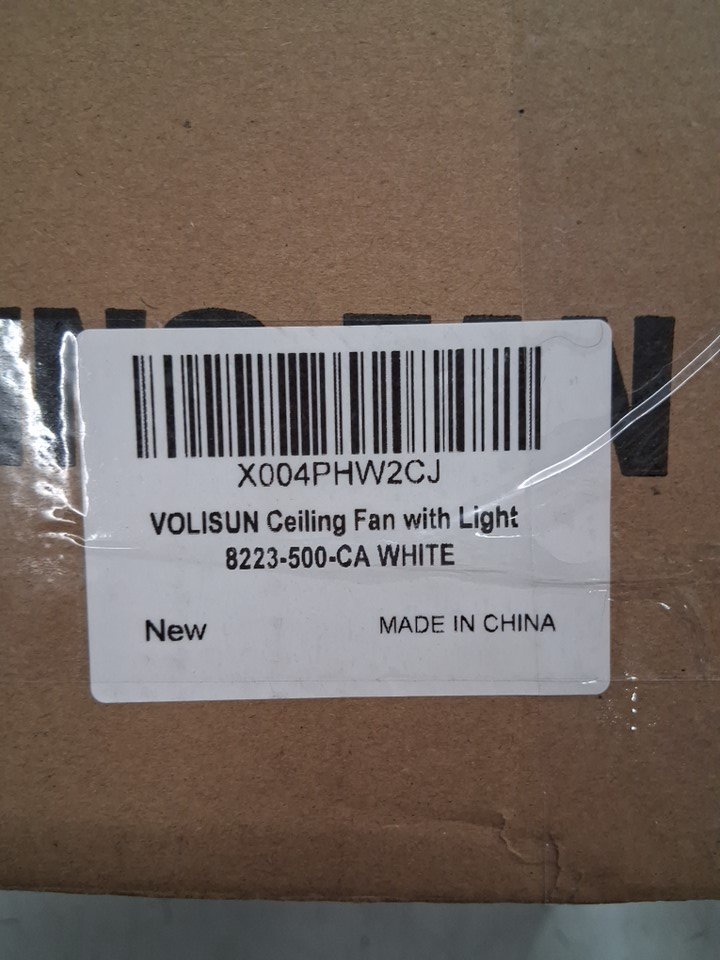 X004PHW2CJ
VOLISUN Ceiling Fan with Light
8223-500-CA WHITE
New
MADE IN CHINA